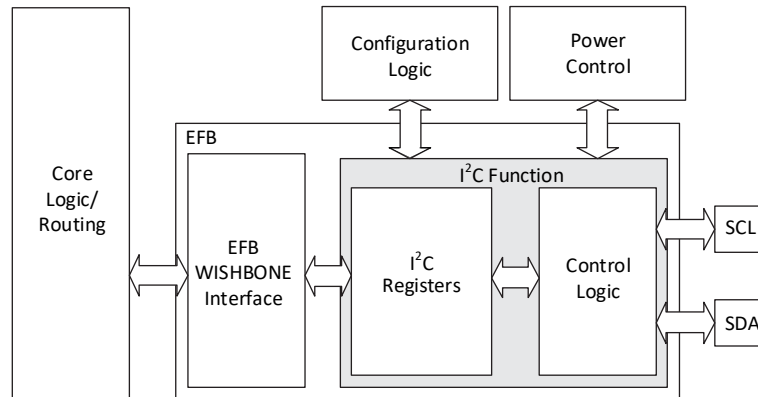 Configuration
Logic
Power
Control
EFB
Core
Logic/
Routing
EFB
WISHBONE
Interface
I²C Function
I²C
Registers
Control
Logic
SCL
SDA